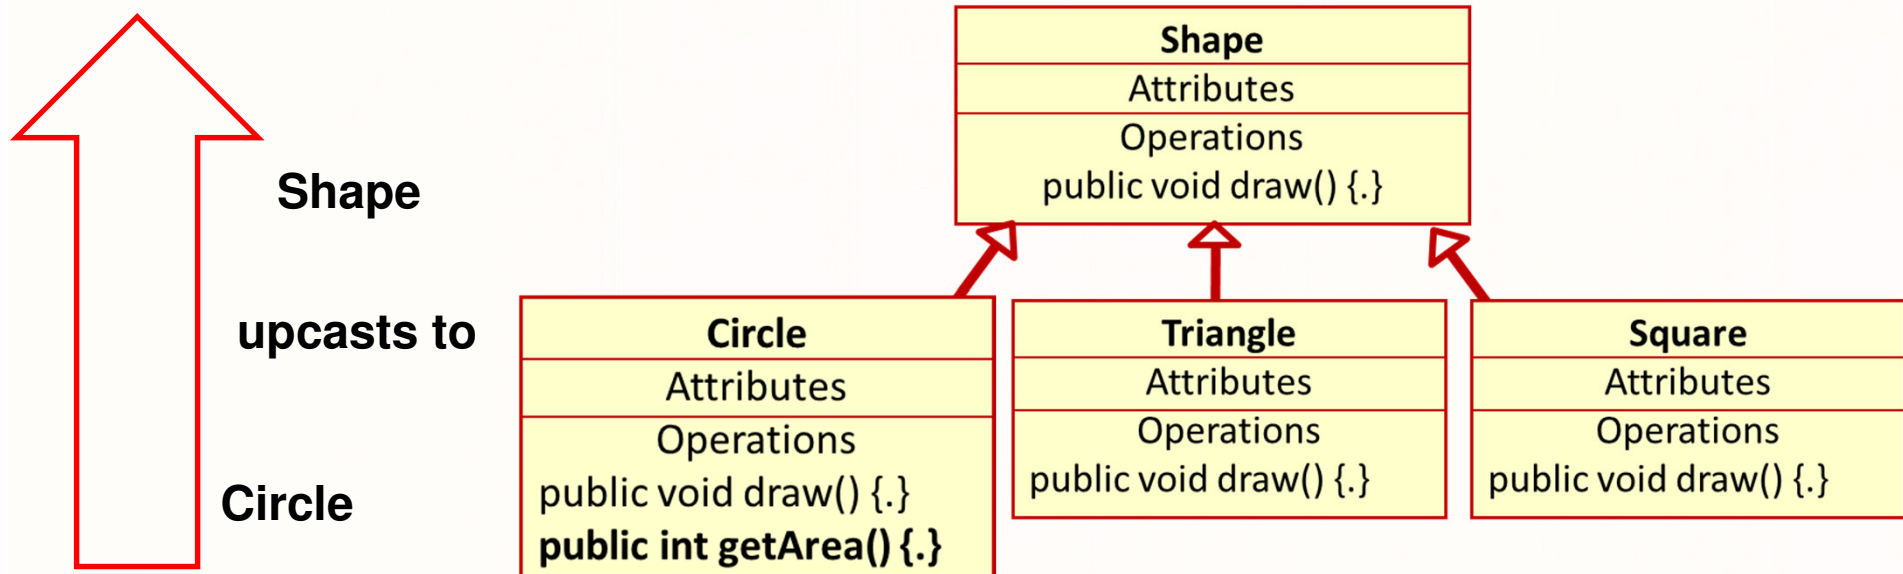 Shape
upcasts to
Circle
Shape
Attributes
Operations
public void draw() {.}
Circle
Attributes
Operations
public void draw() {.}
public int getArea() {.}
Triangle
Attributes
Operations
public void draw() {.}
Square
Attributes
Operations
public void draw() {.}